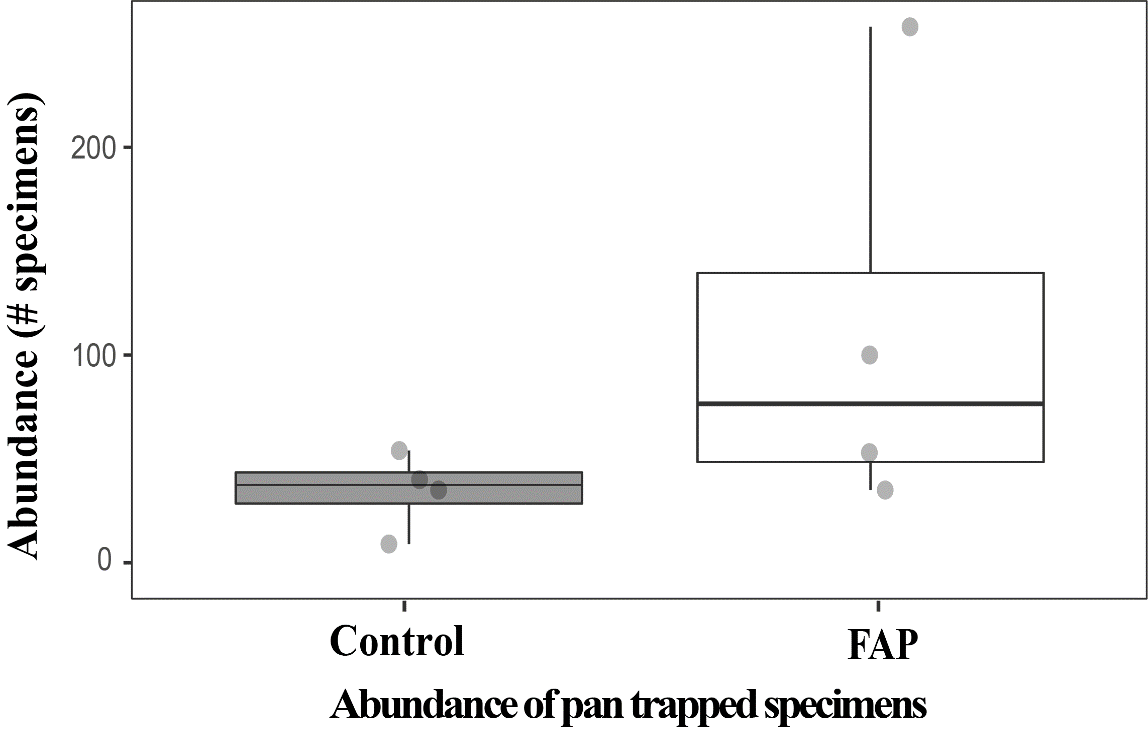 Abundance (# specimens)
200
100
0
Control
FAP
Abundance of pan trapped specimens